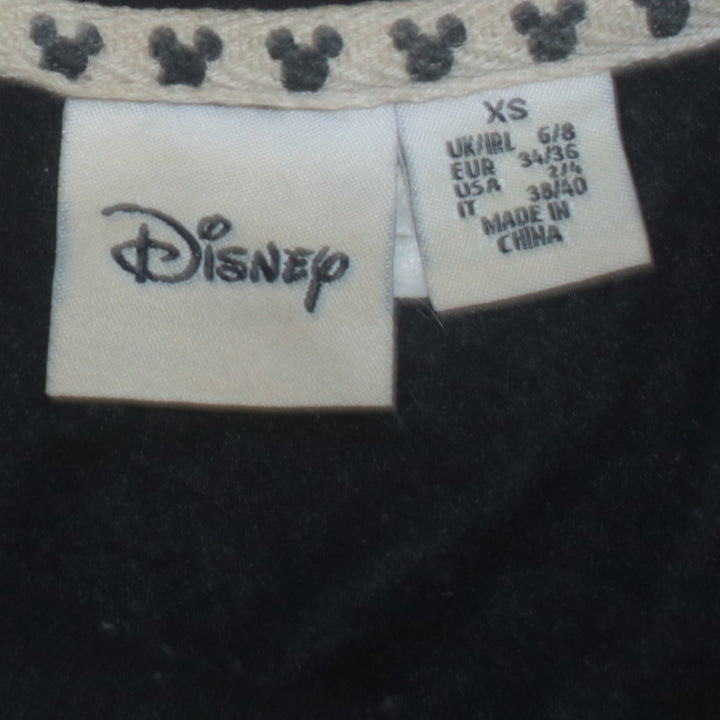 Disney
XS
UK/IRL 6/8
EUR 34/36
USA 2/4
IT 38/40
MADE IN
CHINA